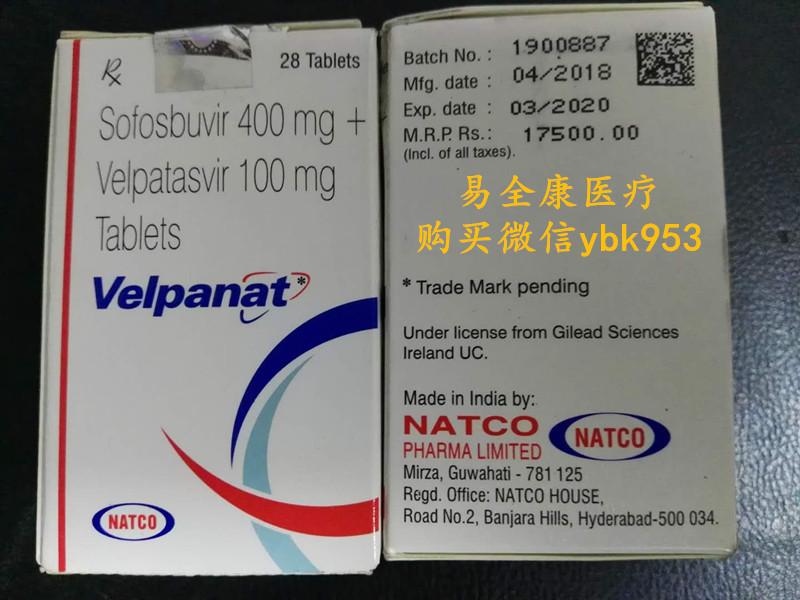 Rx
28 Tablets
Sofosbuvir 400 mg +
Velpatasvir 100 mg
Tablets
Velpanat*
NATCO
Batch No. : 1900887
Mfg. date : 04/2018
Exp. date : 03/2020
M.R.P. Rs.: 17500.00
(Incl. of all taxes).
易全康医疗
购买微信ybk953
* Trade Mark pending
Under license from Gilead Sciences
Ireland UC.
Made in India by:
NATCO
PHARMA LIMITED
NATCO
Mirza, Guwahati - 781 125
Regd. Office: NATCO HOUSE,
Road No.2, Banjara Hills, Hyderabad-500 034.